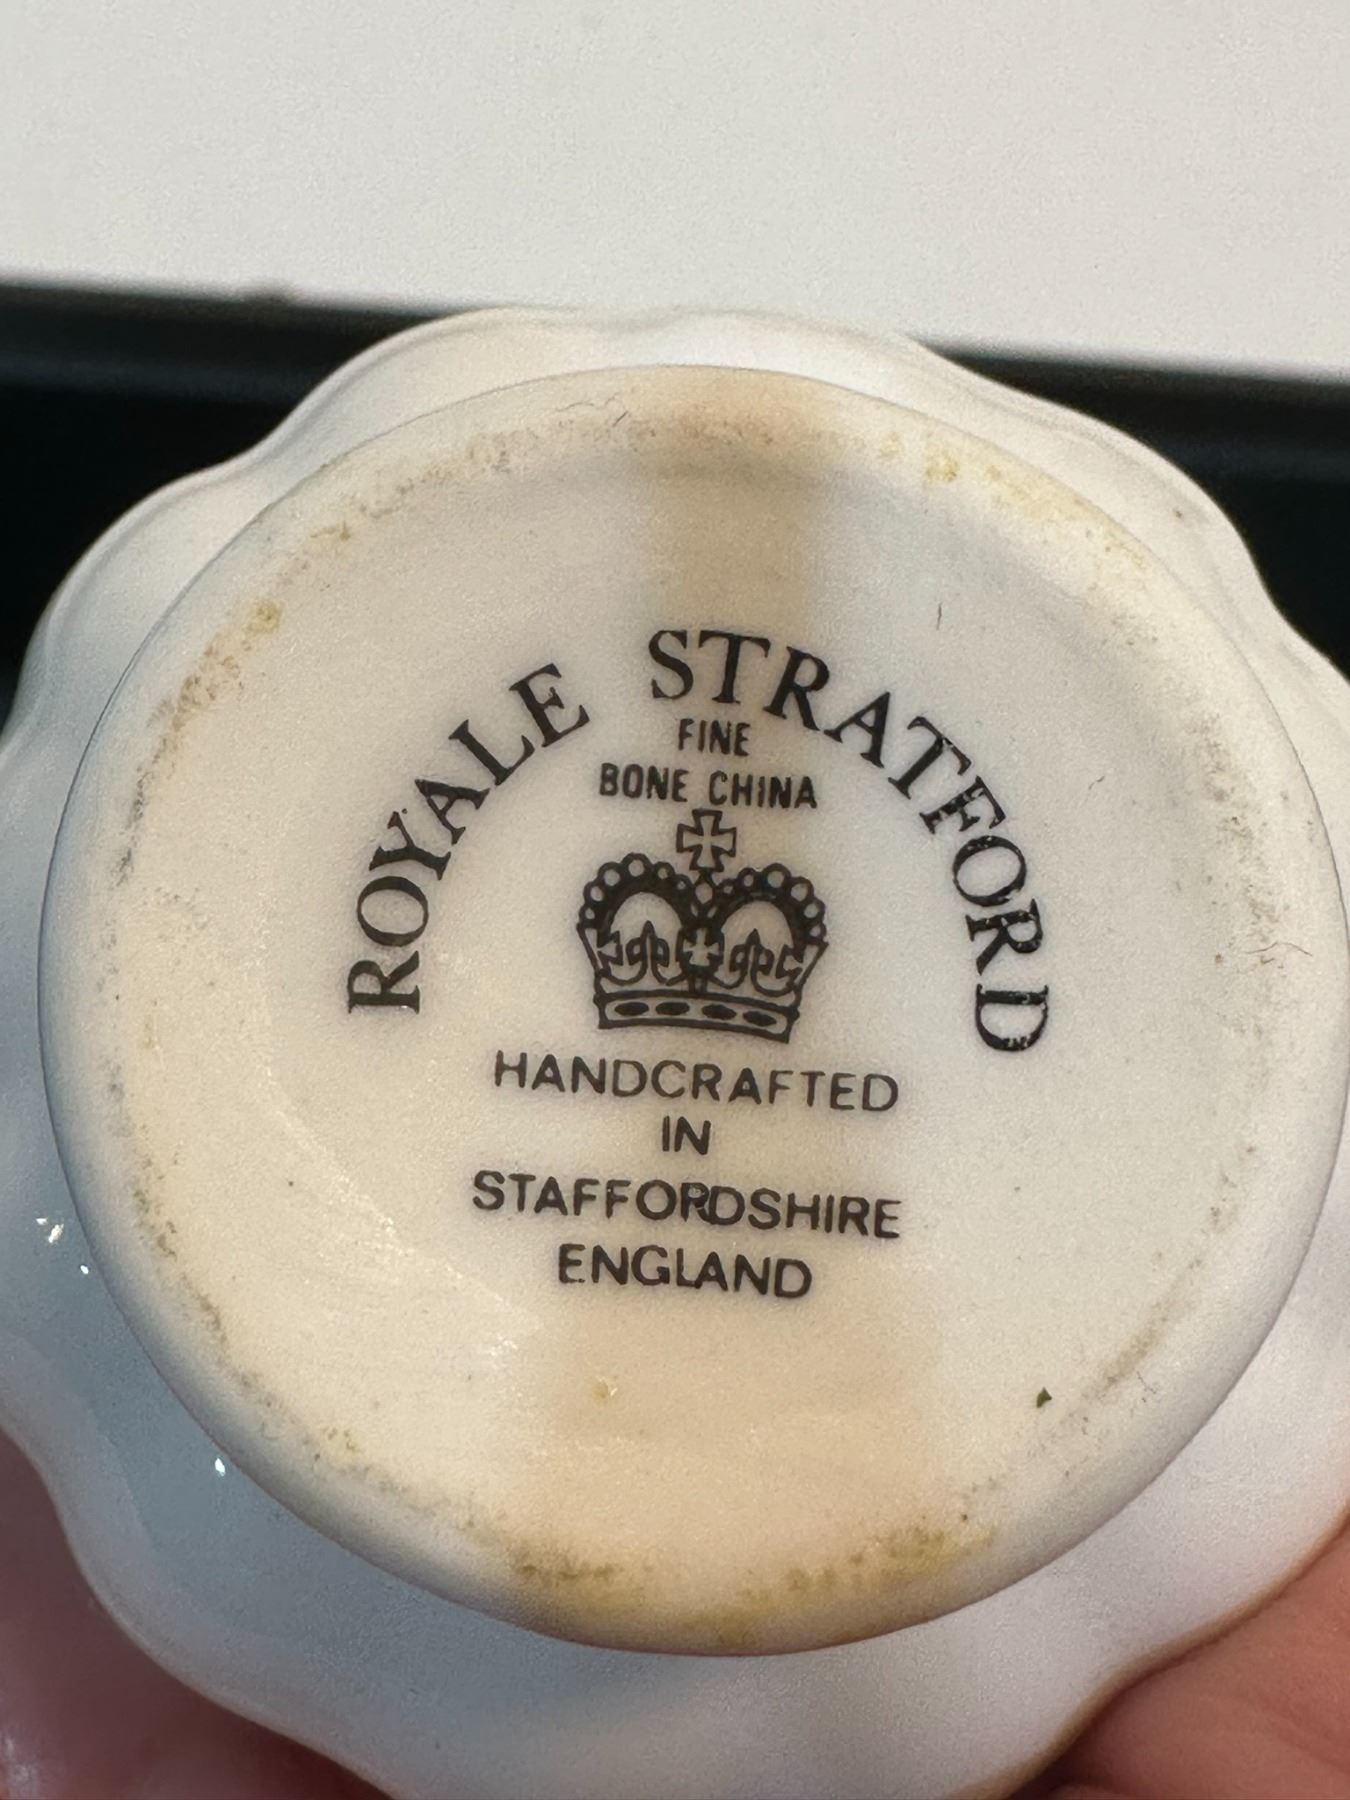 ROYALE STRATFORD
FINE
BONE CHINA
HANDCRAFTED
IN
STAFFORDSHIRE
ENGLAND